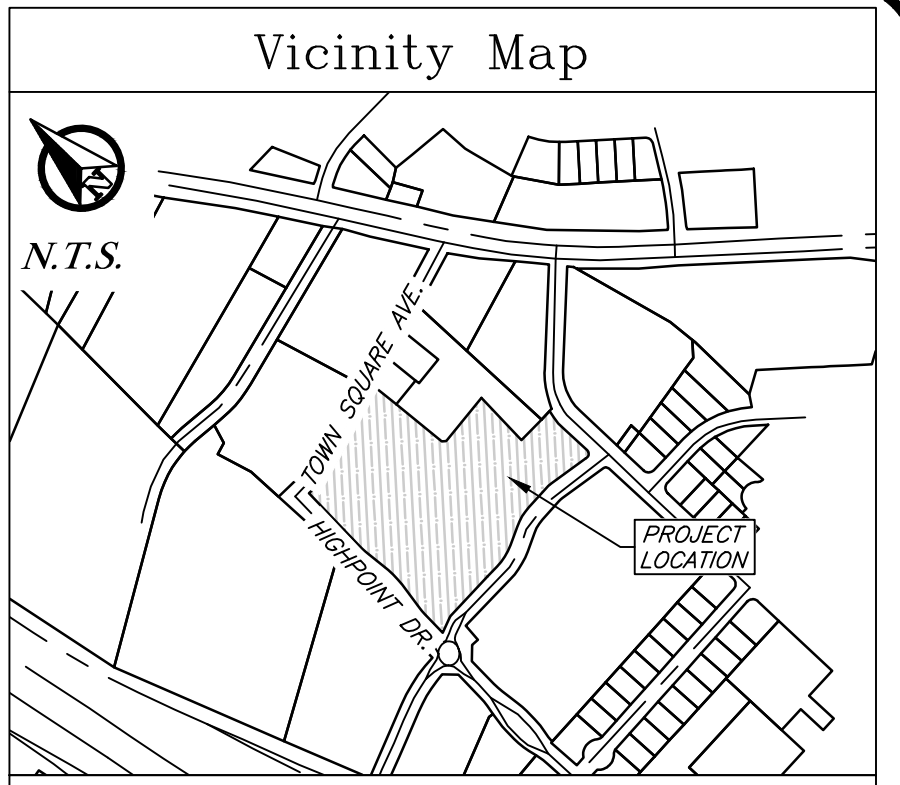 Vicinity Map
N
N.T.S.
TOWN SQUARE AVE.
HIGHPOINT DR.
PROJECT
LOCATION